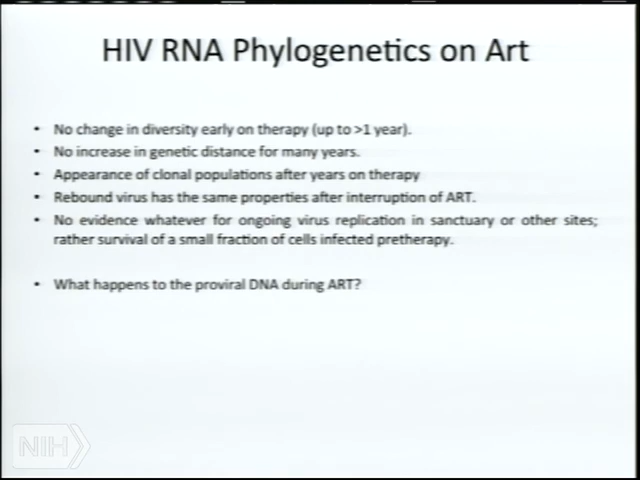 HIV RNA Phylogenetics on Art
• No change in diversity early on therapy (up to >1 year).
• No increase in genetic distance for many years.
• Appearance of clonal populations after years on therapy
• Rebound virus has the same properties after interruption of ART.
• No evidence whatever for ongoing virus replication in sanctuary or other sites;
rather survival of a small fraction of cells infected pretherapy.
• What happens to the proviral DNA during ART?
NIH